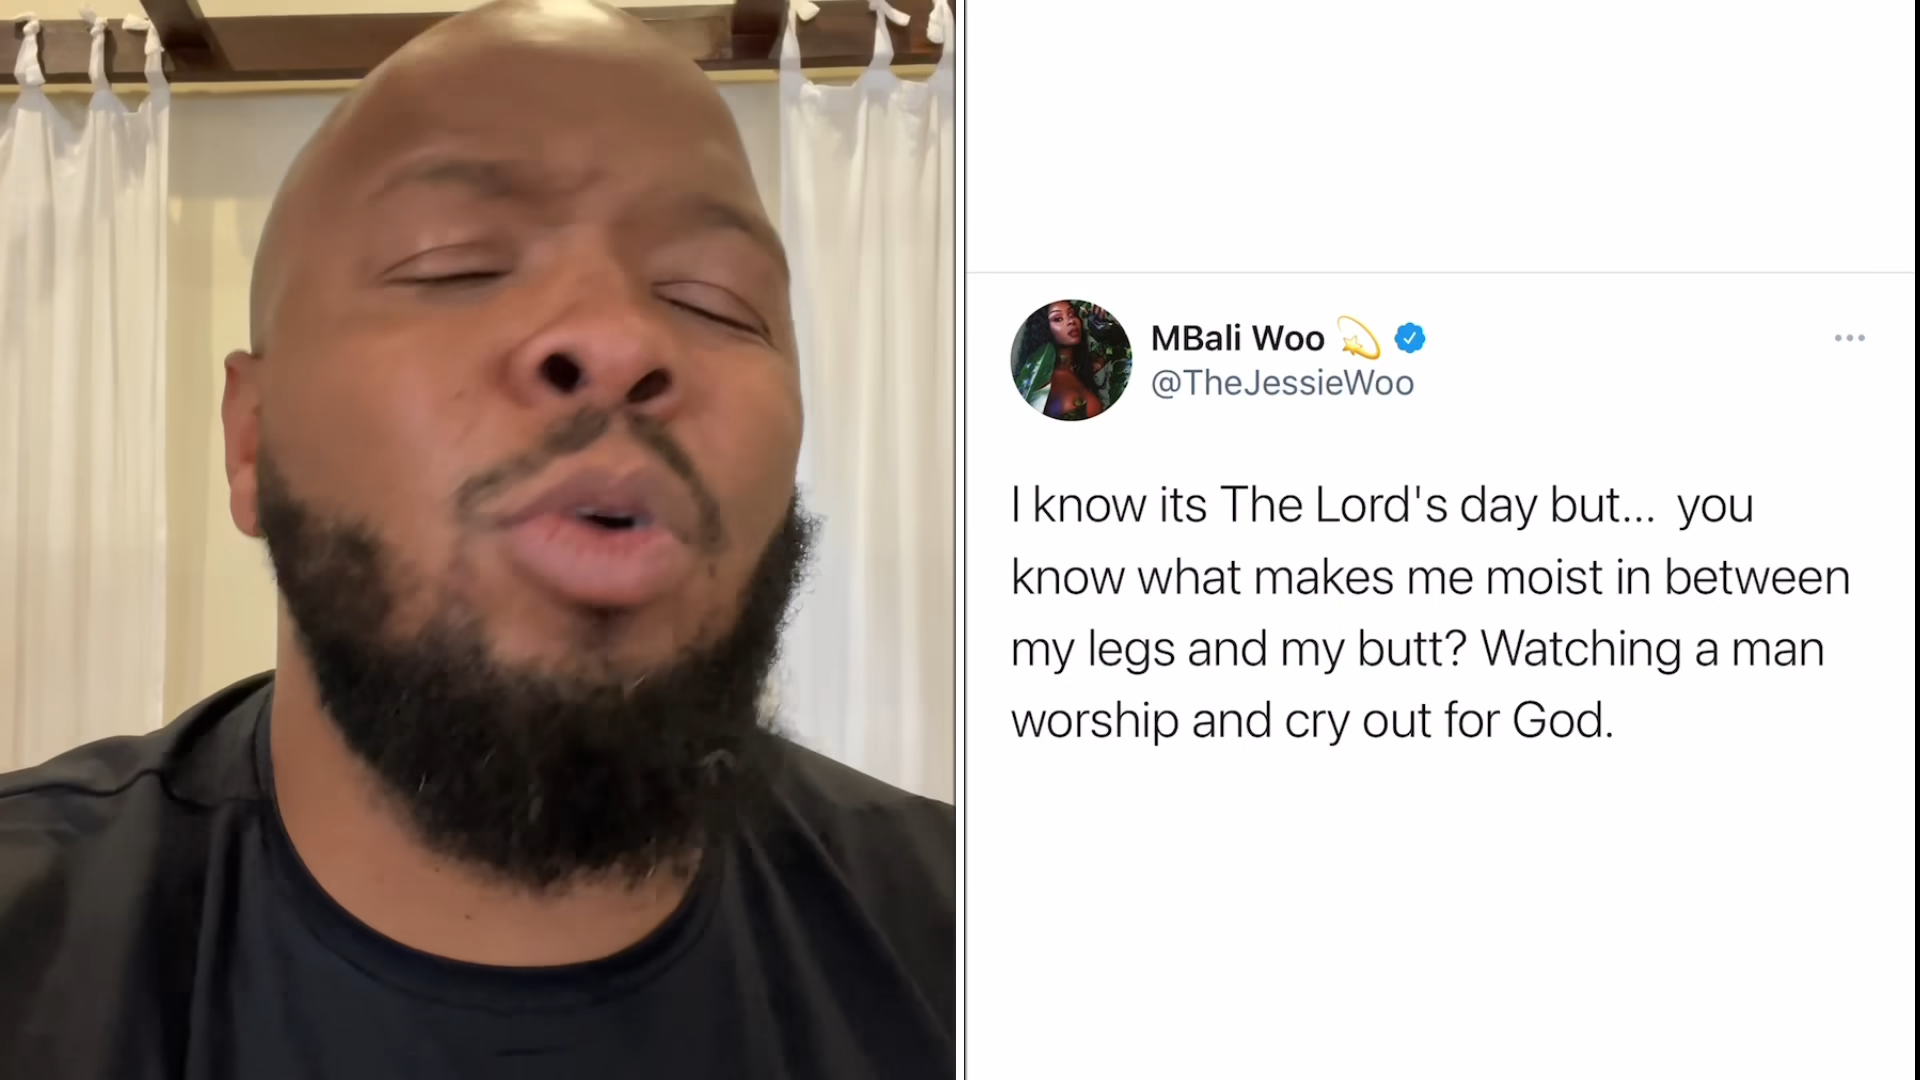 MBali Woo 💫
@TheJessieWoo
I know its The Lord's day but... you
know what makes me moist in between
my legs and my butt? Watching a man
worship and cry out for God.